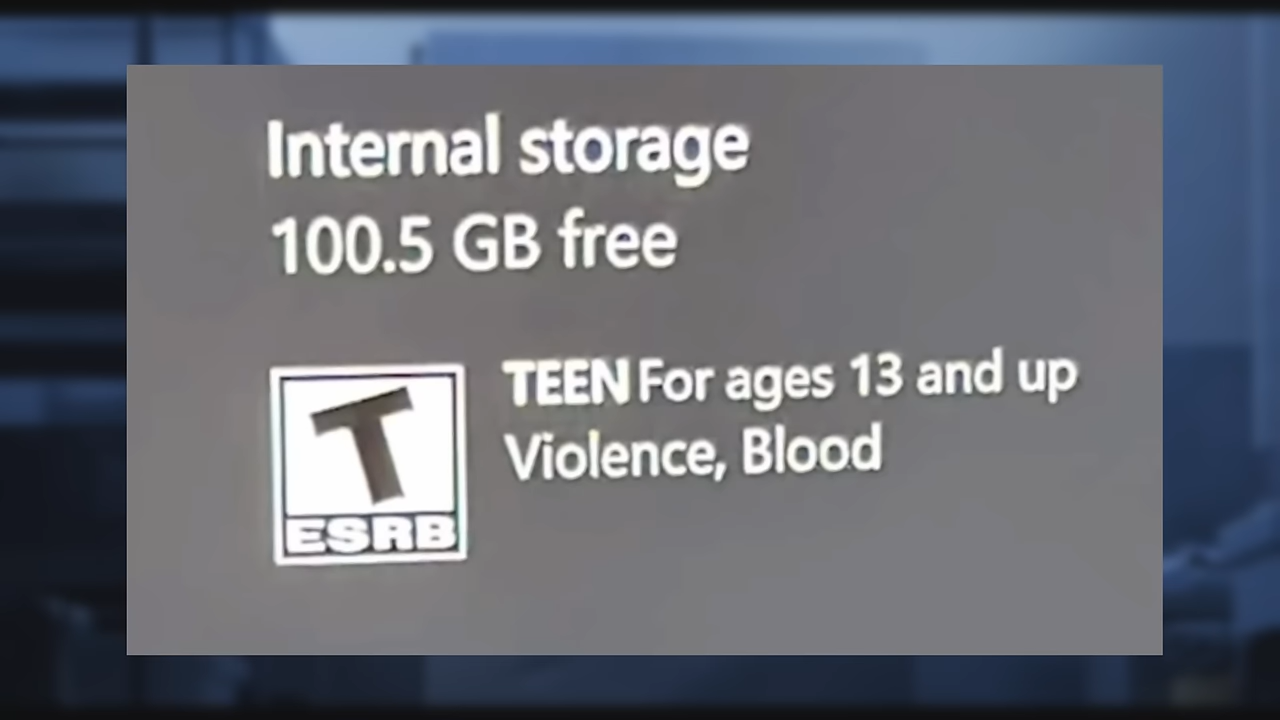 Internal storage
100.5 GB free
TEEN For ages 13 and up
Violence, Blood
T
ESRB